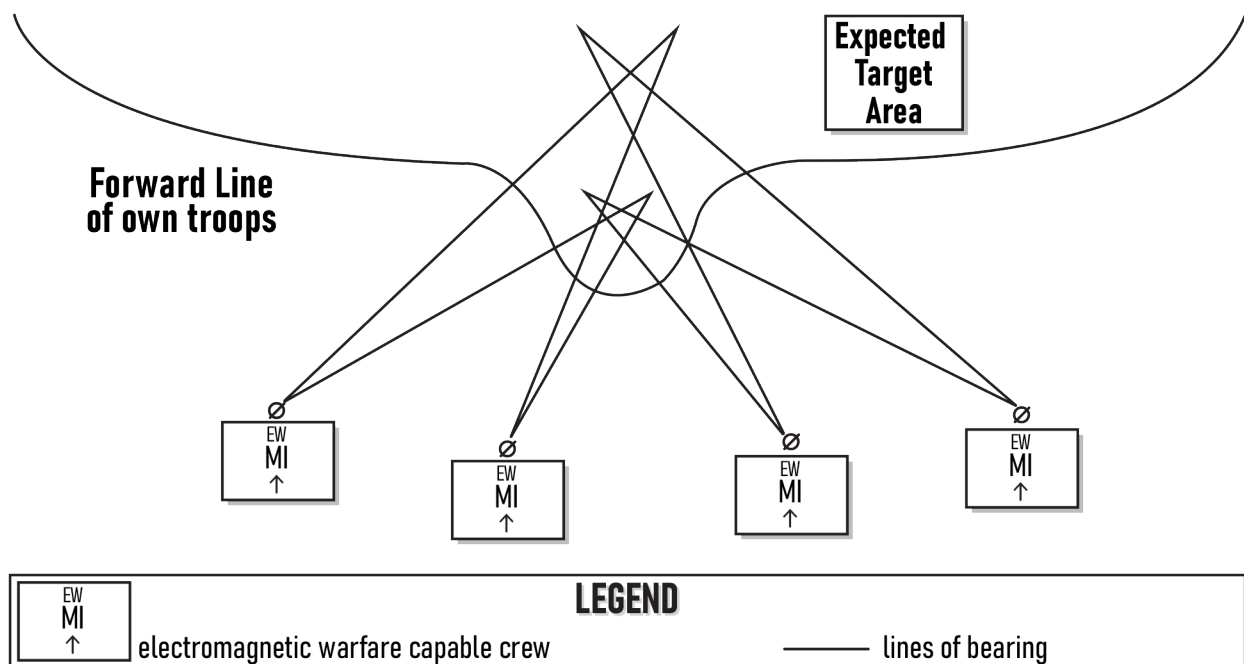 Expected
Target
Area
Forward Line
of own troops
EW
MI
EW
MI
EW
MI
EW
MI
LEGEND
EW
MI
electromagnetic warfare capable crew
lines of bearing